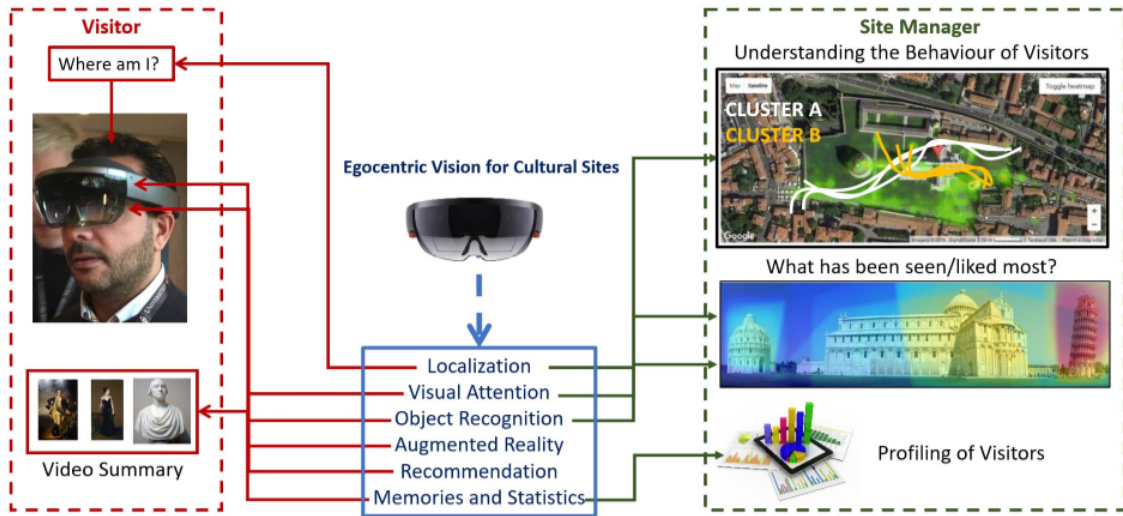 Visitor
Where am I?
Video Summary
Egocentric Vision for Cultural Sites
Localization
Visual Attention
Object Recognition
Augmented Reality
Recommendation
Memories and Statistics
Site Manager
Understanding the Behaviour of Visitors
Map Satellite
Toggle heatmap
CLUSTER A
CLUSTER B
+
−
Google
What has been seen/liked most?
Profiling of Visitors